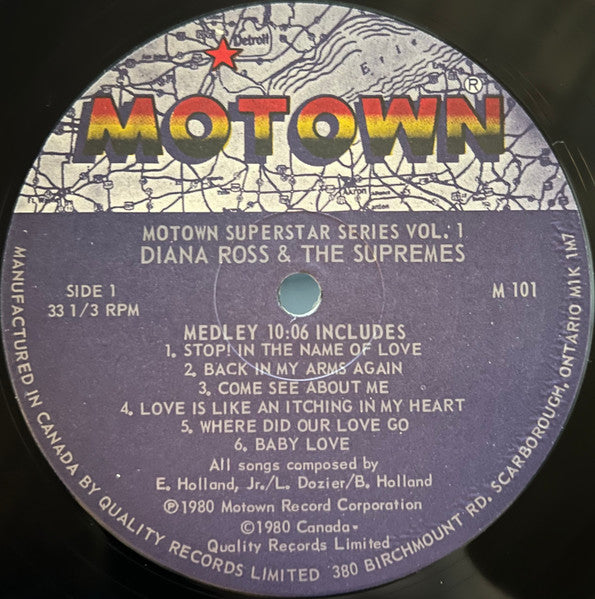 Detroit
Erie
MOTOWN®
MOTOWN SUPERSTAR SERIES VOL. 1
DIANA ROSS & THE SUPREMES
SIDE 1
33 1/3 RPM
M 101
MEDLEY 10:06 INCLUDES
1. STOP! IN THE NAME OF LOVE
2. BACK IN MY ARMS AGAIN
3. COME SEE ABOUT ME
4. LOVE IS LIKE AN ITCHING IN MY HEART
5. WHERE DID OUR LOVE GO
6. BABY LOVE
All songs composed by
E. Holland, Jr./L. Dozier/B. Holland
℗1980 Motown Record Corporation
©1980 Canada-
Quality Records Limited
MANUFACTURED IN CANADA BY QUALITY RECORDS LIMITED 380 BIRCHMOUNT RD, SCARBOROUGH, ONTARIO M1K 1M7